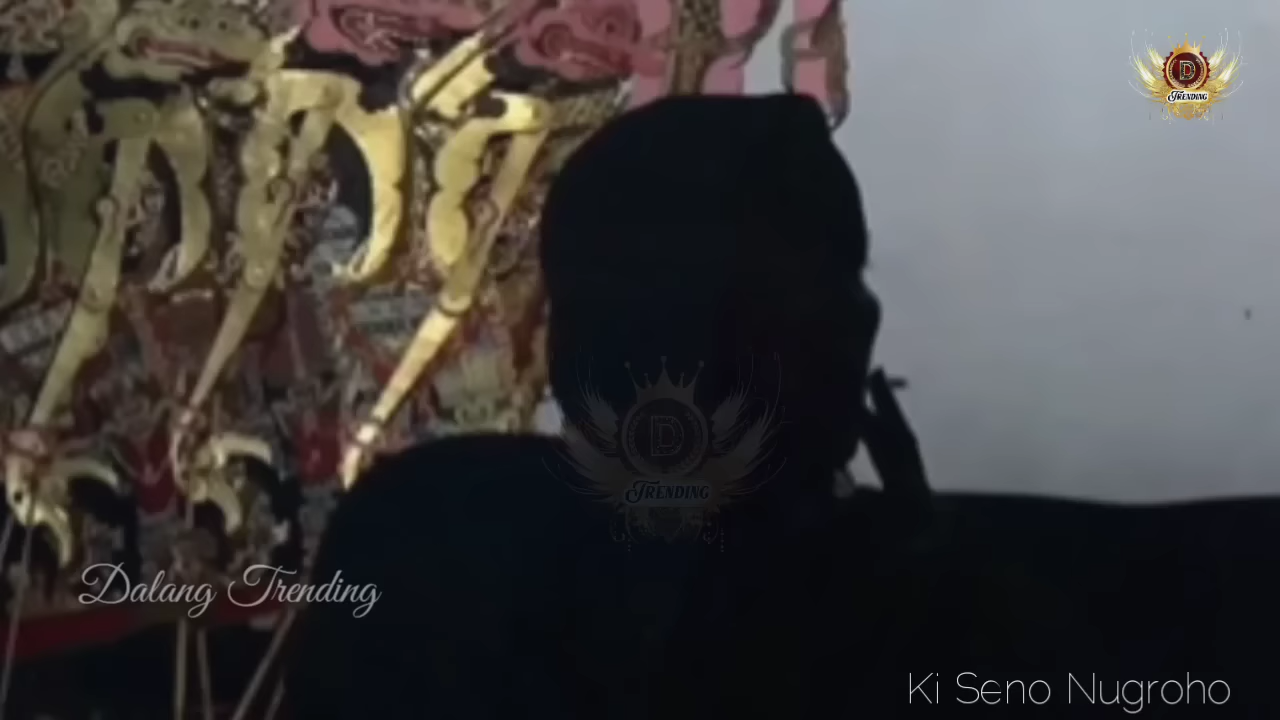 D
TRENDING
D
TRENDING
Dalang Trending
Ki Seno Nugroho